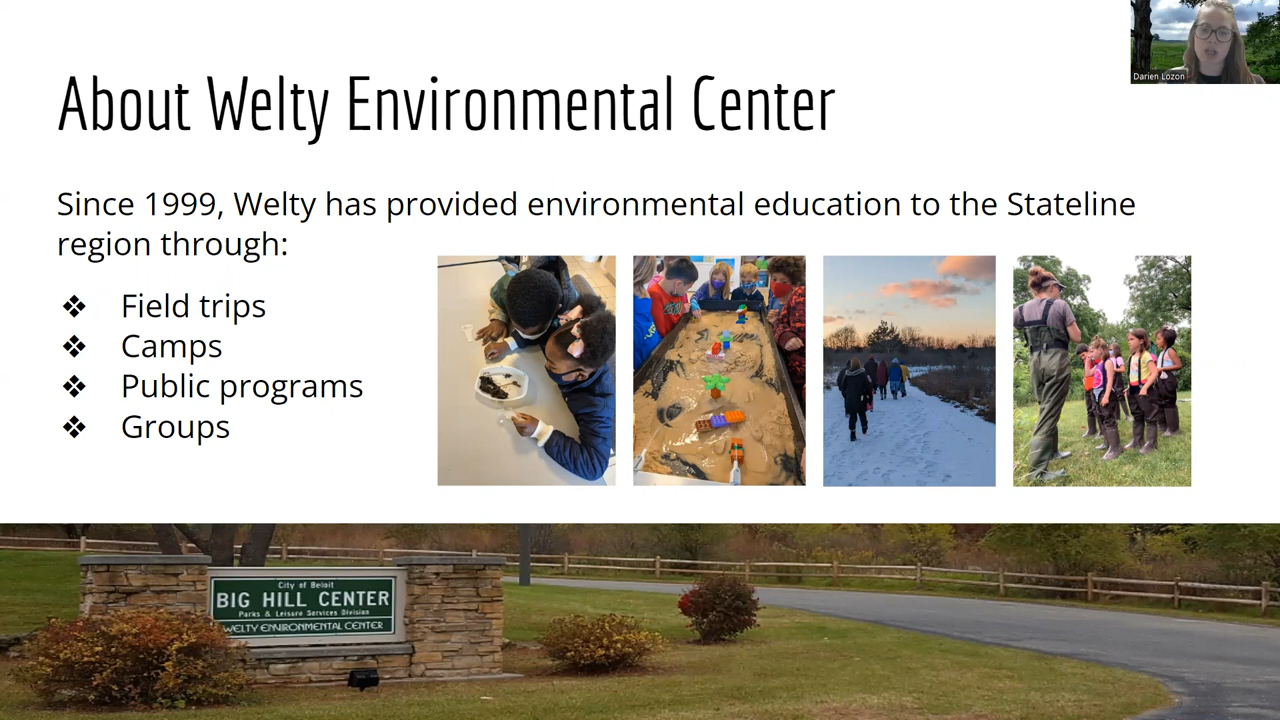 Darien Lozon
About Welty Environmental Center
Since 1999, Welty has provided environmental education to the Stateline
region through:
❖ Field trips
❖ Camps
❖ Public programs
❖ Groups
City of Beloit
BIG HILL CENTER
Parks & Leisure Services Division
WELTY ENVIRONMENTAL CENTER